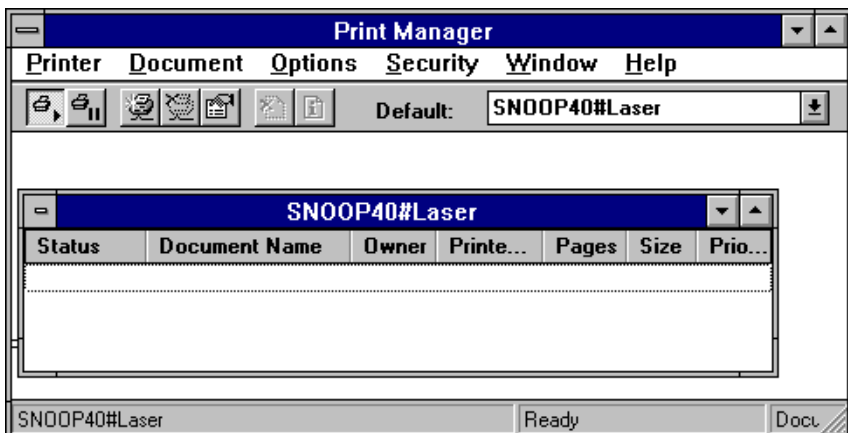 Print Manager
Printer Document Options Security Window Help
Default: SNOOP40#Laser
SNOOP40#Laser
Status Document Name Owner Printe... Pages Size Prio...
SNOOP40#Laser Ready Docu